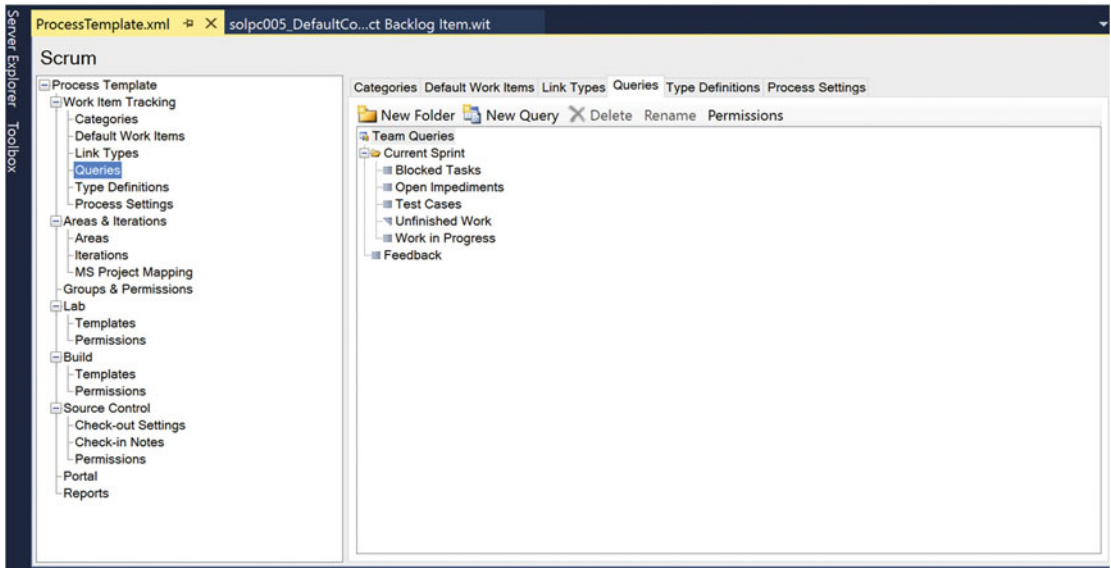 ProcessTemplate.xml
solpc005_DefaultCo...ct Backlog Item.wit
Server Explorer
Toolbox
Scrum
Process Template
Work Item Tracking
Categories
Default Work Items
Link Types
Queries
Type Definitions
Process Settings
Areas & Iterations
Areas
Iterations
MS Project Mapping
Groups & Permissions
Lab
Templates
Permissions
Build
Templates
Permissions
Source Control
Check-out Settings
Check-in Notes
Permissions
Portal
Reports
Categories Default Work Items Link Types Queries Type Definitions Process Settings
New Folder New Query Delete Rename Permissions
Team Queries
Current Sprint
Blocked Tasks
Open Impediments
Test Cases
Unfinished Work
Work in Progress
Feedback